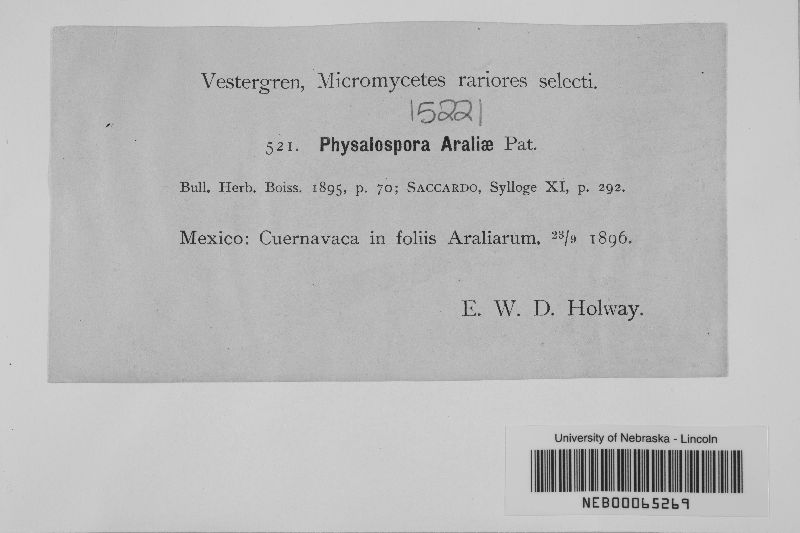 Vestergren, Micromycetes rariores selecti.
15221
521. Physalospora Araliæ Pat.
Bull. Herb. Boiss. 1895, p. 70; SACCARDO, Sylloge XI, p. 292.
Mexico: Cuernavaca in foliis Araliarum, 28/9 1896.
E. W. D. Holway.
University of Nebraska - Lincoln
NEB00065269